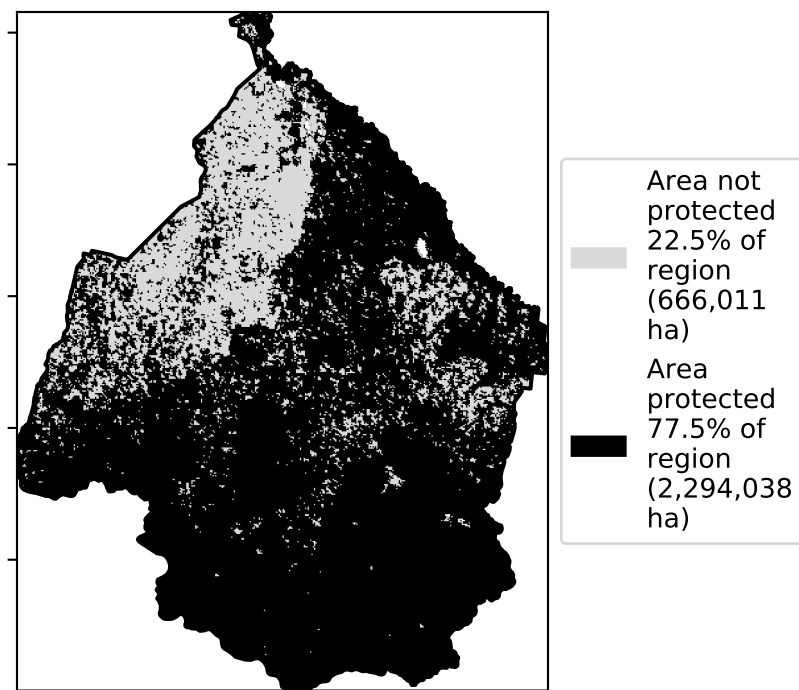 Area not
protected
22.5% of
region
(666,011
ha)
Area
protected
77.5% of
region
(2,294,038
ha)